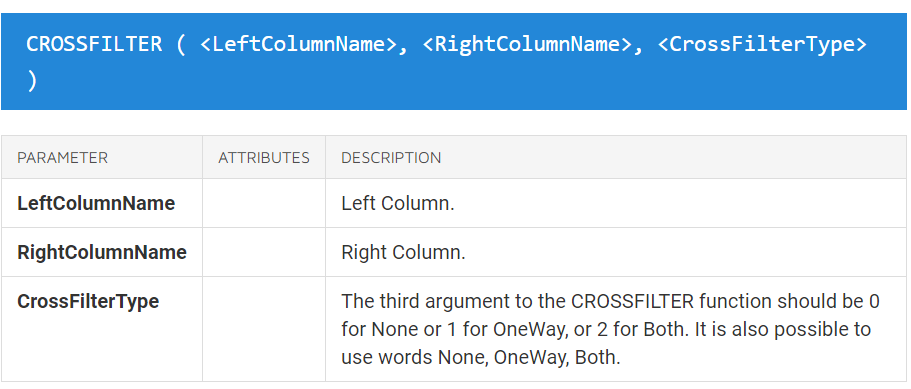 CROSSFILTER ( <LeftColumnName>, <RightColumnName>, <CrossFilterType>
)
PARAMETER ATTRIBUTES DESCRIPTION
LeftColumnName Left Column.
RightColumnName Right Column.
CrossFilterType The third argument to the CROSSFILTER function should be 0
for None or 1 for OneWay, or 2 for Both. It is also possible to
use words None, OneWay, Both.